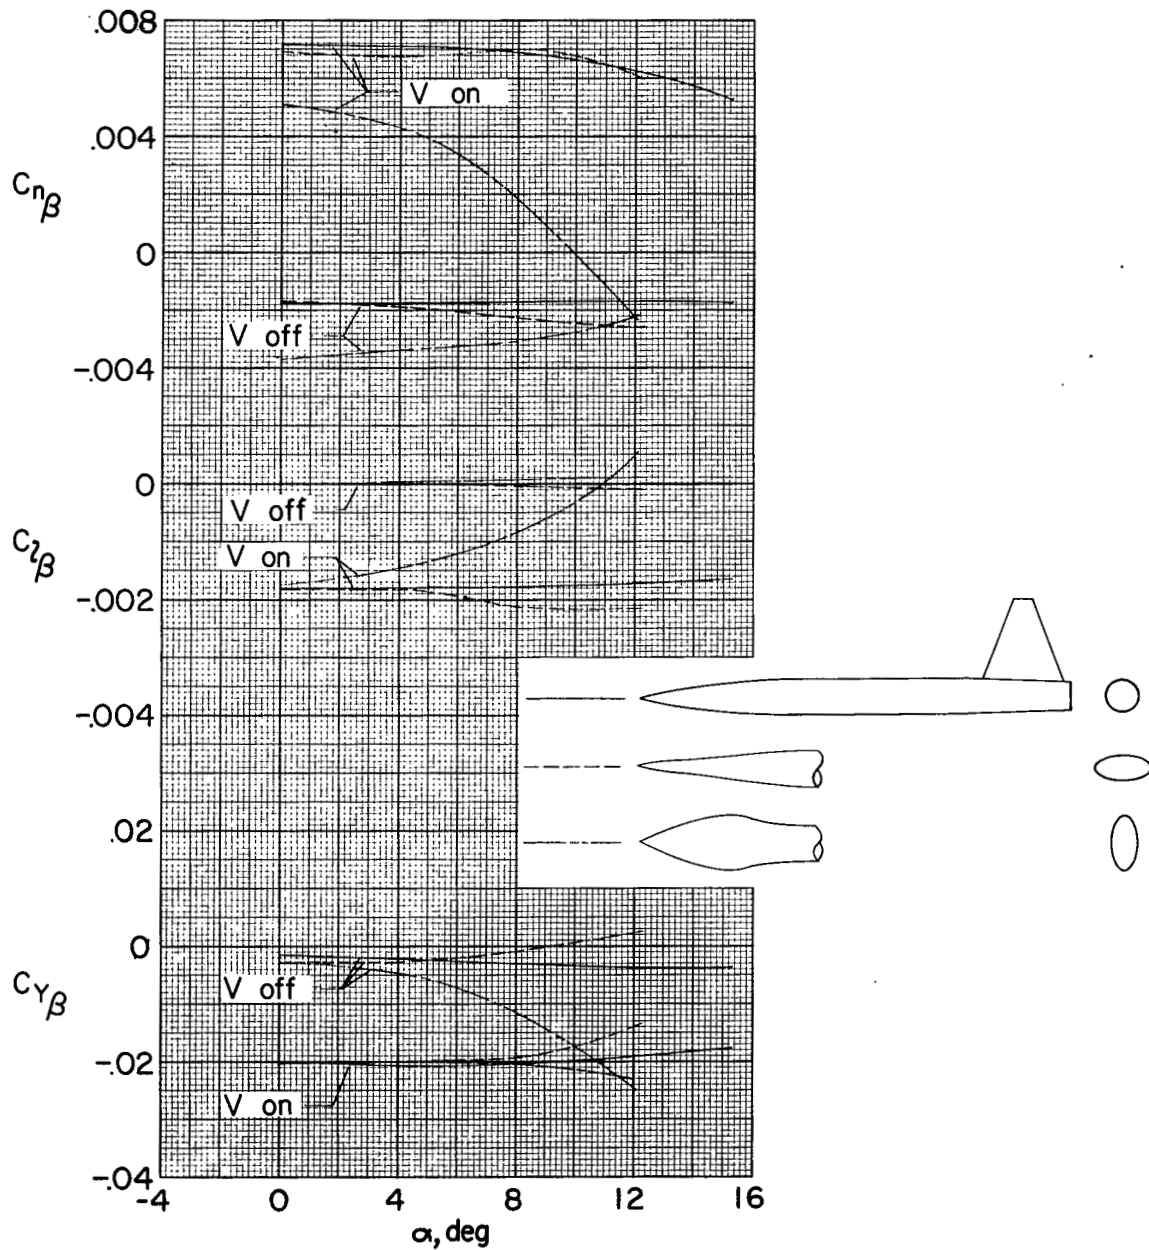 .008
V on
.004
Cnβ
0
V off
-.004
0
V off
Clβ
V on
-.002
-.004
.02
0
V off
CYβ
-.02
V on
-.04
-4 0 4 8 12 16
α, deg